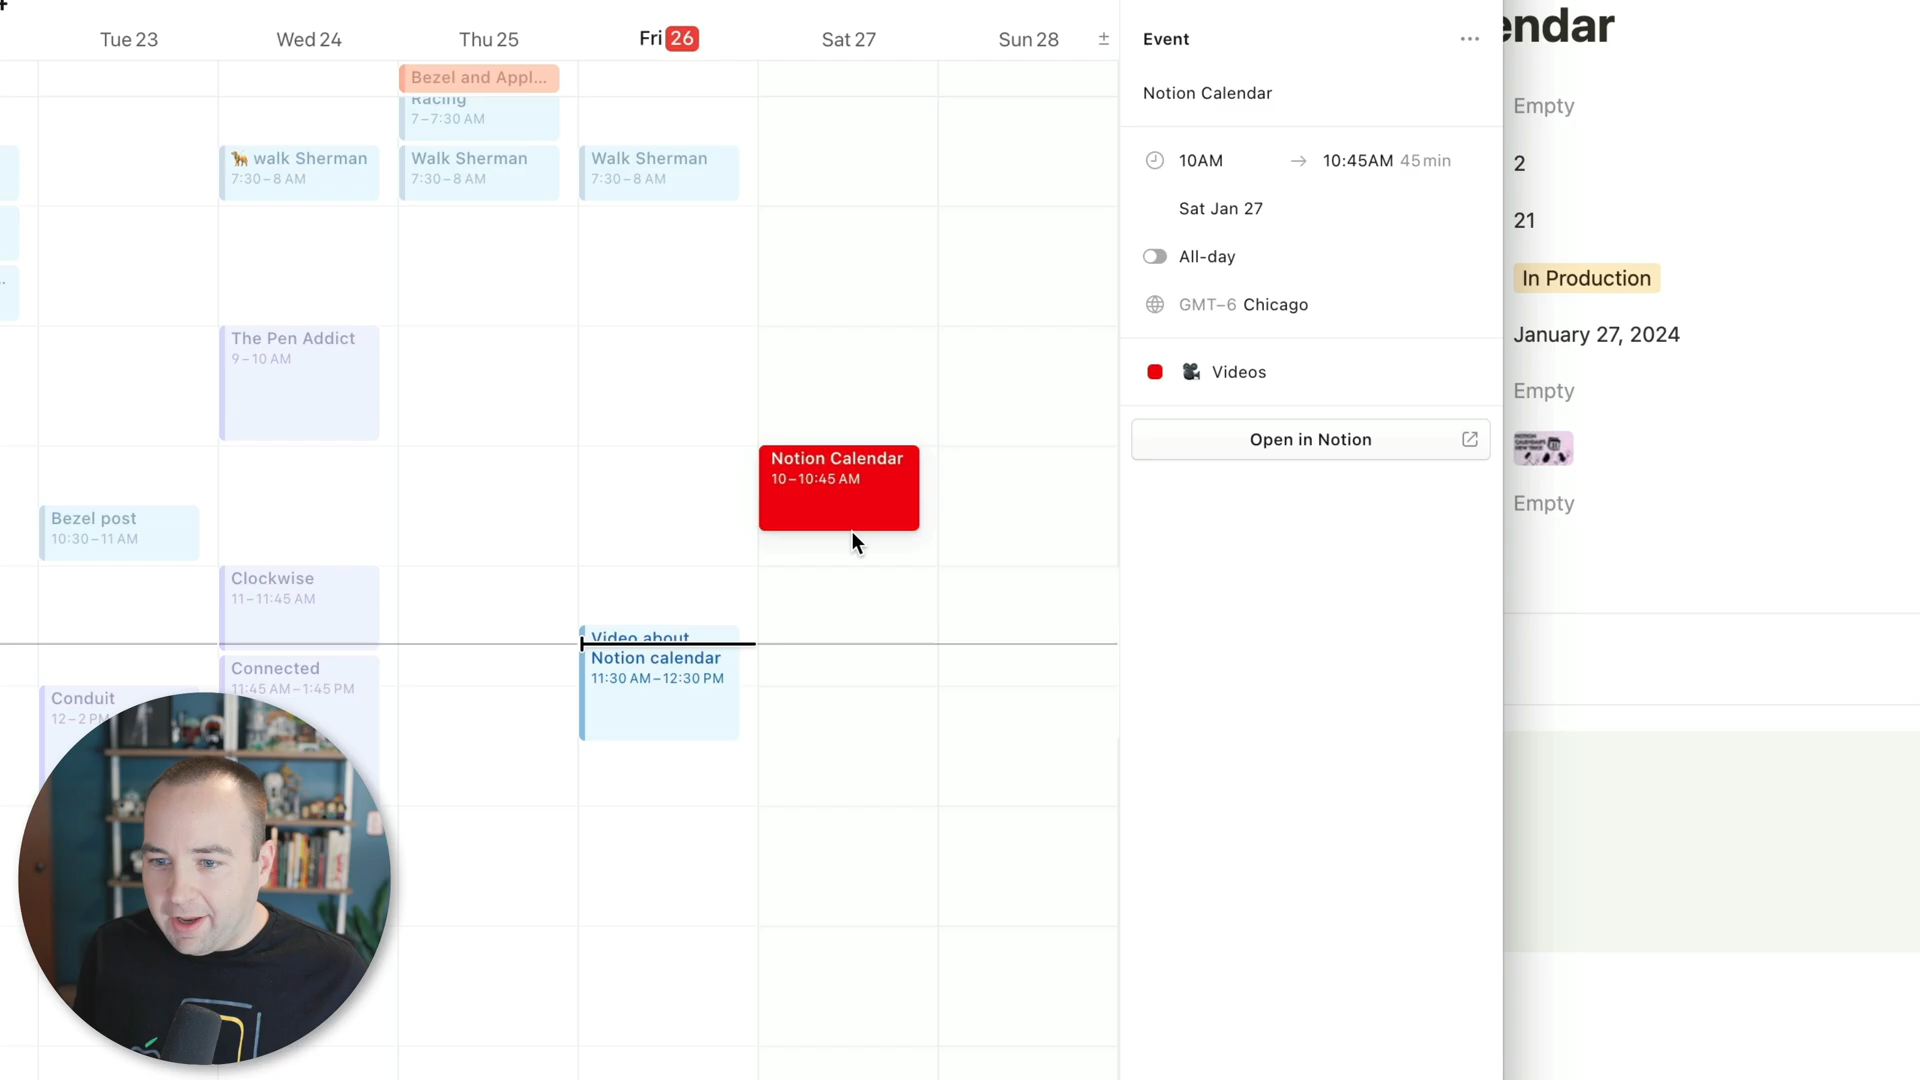 Tue 23
Wed 24
Thu 25
Fri 26
Sat 27
Sun 28
Bezel and Appl...
Racing
7–7:30 AM
walk Sherman
7:30–8 AM
Walk Sherman
7:30–8 AM
Walk Sherman
7:30–8 AM
The Pen Addict
9–10 AM
Notion Calendar
10–10:45 AM
Bezel post
10:30–11 AM
Clockwise
11–11:45 AM
Video about
Notion calendar
11:30 AM–12:30 PM
Connected
11:45 AM–1:45 PM
Conduit
12–2 PM
Event
Notion Calendar
10AM → 10:45AM 45min
Sat Jan 27
All-day
GMT–6 Chicago
Videos
Open in Notion
endar
Empty
2
21
In Production
January 27, 2024
Empty
Empty